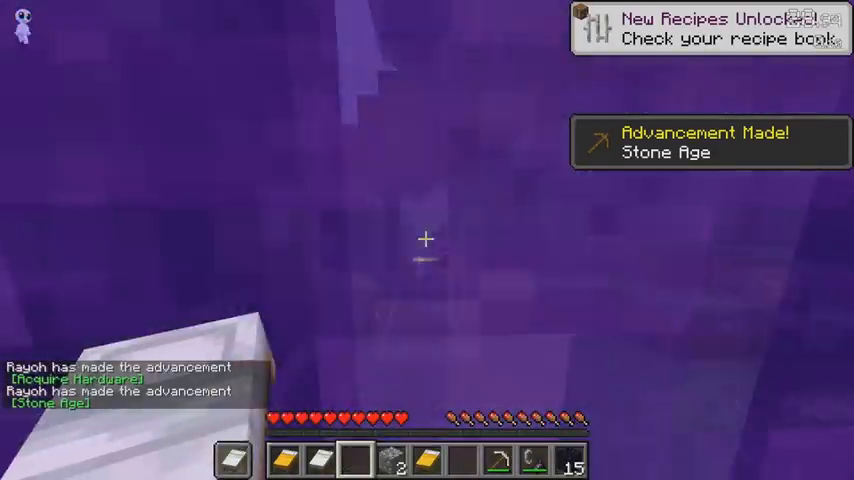 New Recipes Unlocked!
Check your recipe book
Advancement Made!
Stone Age
Rayoh has made the advancement
[Acquire Hardware]
Rayoh has made the advancement
[Stone Age]
2
15